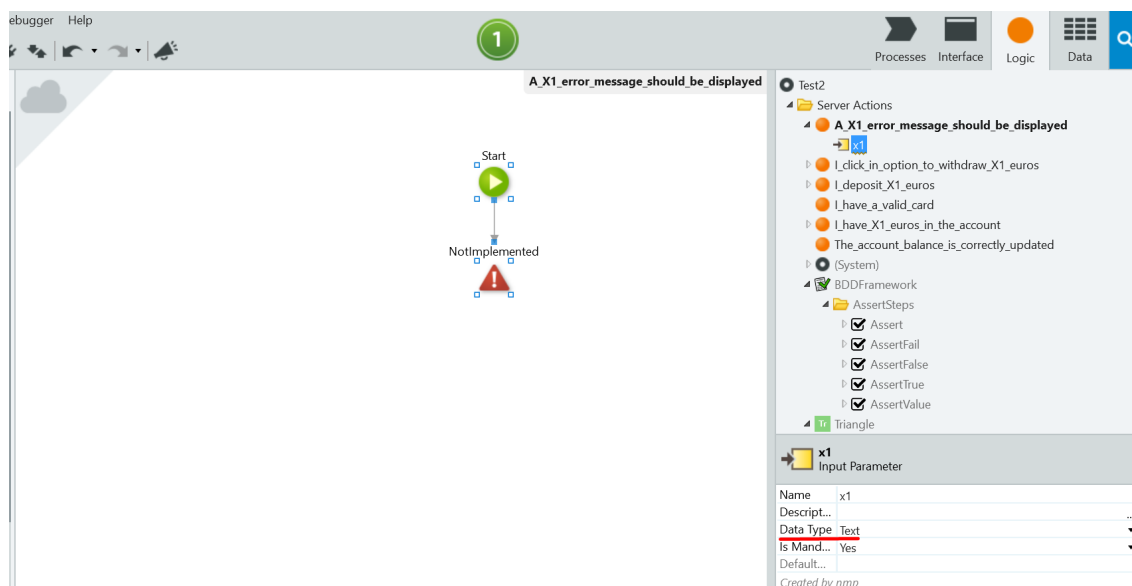 ebugger Help
1
Processes Interface Logic Data
A_X1_error_message_should_be_displayed
Start
NotImplemented
Test2
Server Actions
A_X1_error_message_should_be_displayed
x1
I_click_in_option_to_withdraw_X1_euros
I_deposit_X1_euros
I_have_a_valid_card
I_have_X1_euros_in_the_account
The_account_balance_is_correctly_updated
(System)
BDDFramework
AssertSteps
Assert
AssertFail
AssertFalse
AssertTrue
AssertValue
Tr Triangle
x1
Input Parameter
Name x1
Descript... ...
Data Type Text
Is Mand... Yes
Default...
Created by nmp